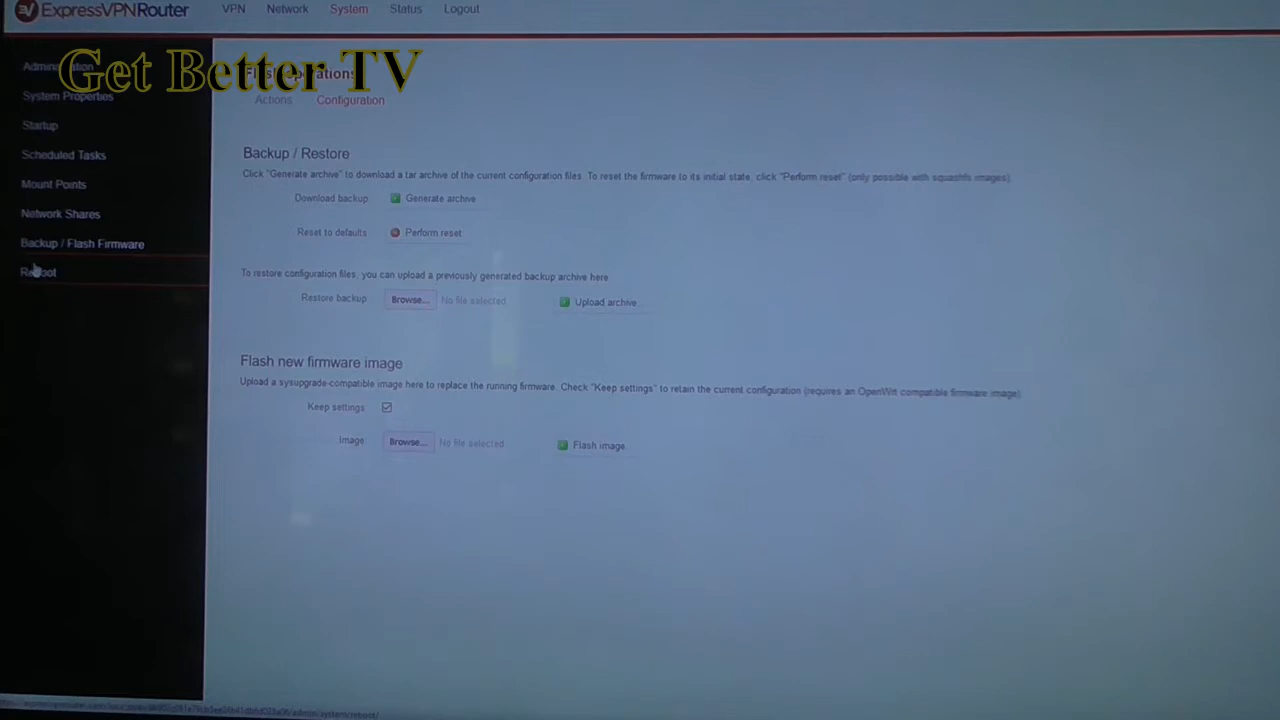 ExpressVPNRouter VPN Network System Status Logout
Get Better TV
Administration
System Properties
Startup
Scheduled Tasks
Mount Points
Network Shares
Backup / Flash Firmware
Reboot
Flash operations
Actions Configuration
Backup / Restore
Click "Generate archive" to download a tar archive of the current configuration files. To reset the firmware to its initial state, click "Perform reset" (only possible with squashfs images).
Download backup Generate archive
Reset to defaults Perform reset
To restore configuration files, you can upload a previously generated backup archive here
Restore backup Browse... No file selected Upload archive...
Flash new firmware image
Upload a sysupgrade-compatible image here to replace the running firmware. Check "Keep settings" to retain the current configuration (requires an OpenWrt compatible firmware image)
Keep settings
Image Browse... No file selected Flash image...